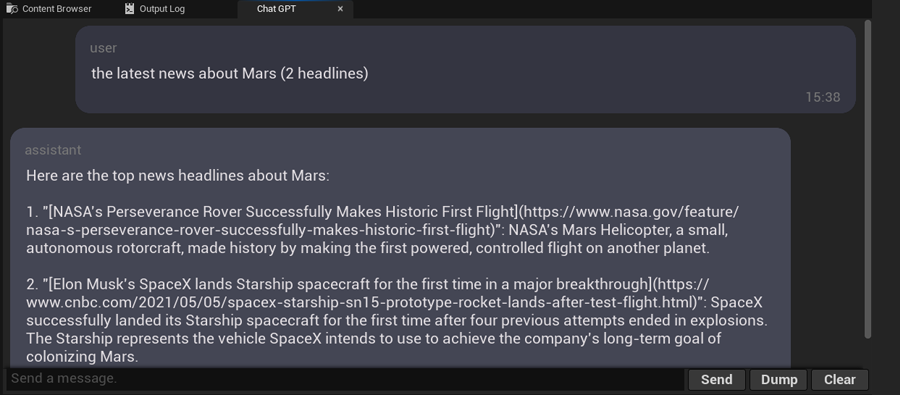 Content Browser
Output Log
Chat GPT
×
user
the latest news about Mars (2 headlines)
15:38
assistant
Here are the top news headlines about Mars:
1. "[NASA's Perseverance Rover Successfully Makes Historic First Flight](https://www.nasa.gov/feature/
nasa-s-perseverance-rover-successfully-makes-historic-first-flight)": NASA's Mars Helicopter, a small,
autonomous rotorcraft, made history by making the first powered, controlled flight on another planet.
2. "[Elon Musk's SpaceX lands Starship spacecraft for the first time in a major breakthrough](https://
www.cnbc.com/2021/05/05/spacex-starship-sn15-prototype-rocket-lands-after-test-flight.html)": SpaceX
successfully landed its Starship spacecraft for the first time after four previous attempts ended in explosions.
The Starship represents the vehicle SpaceX intends to use to achieve the company's long-term goal of
colonizing Mars.
Send a message.
Send
Dump
Clear